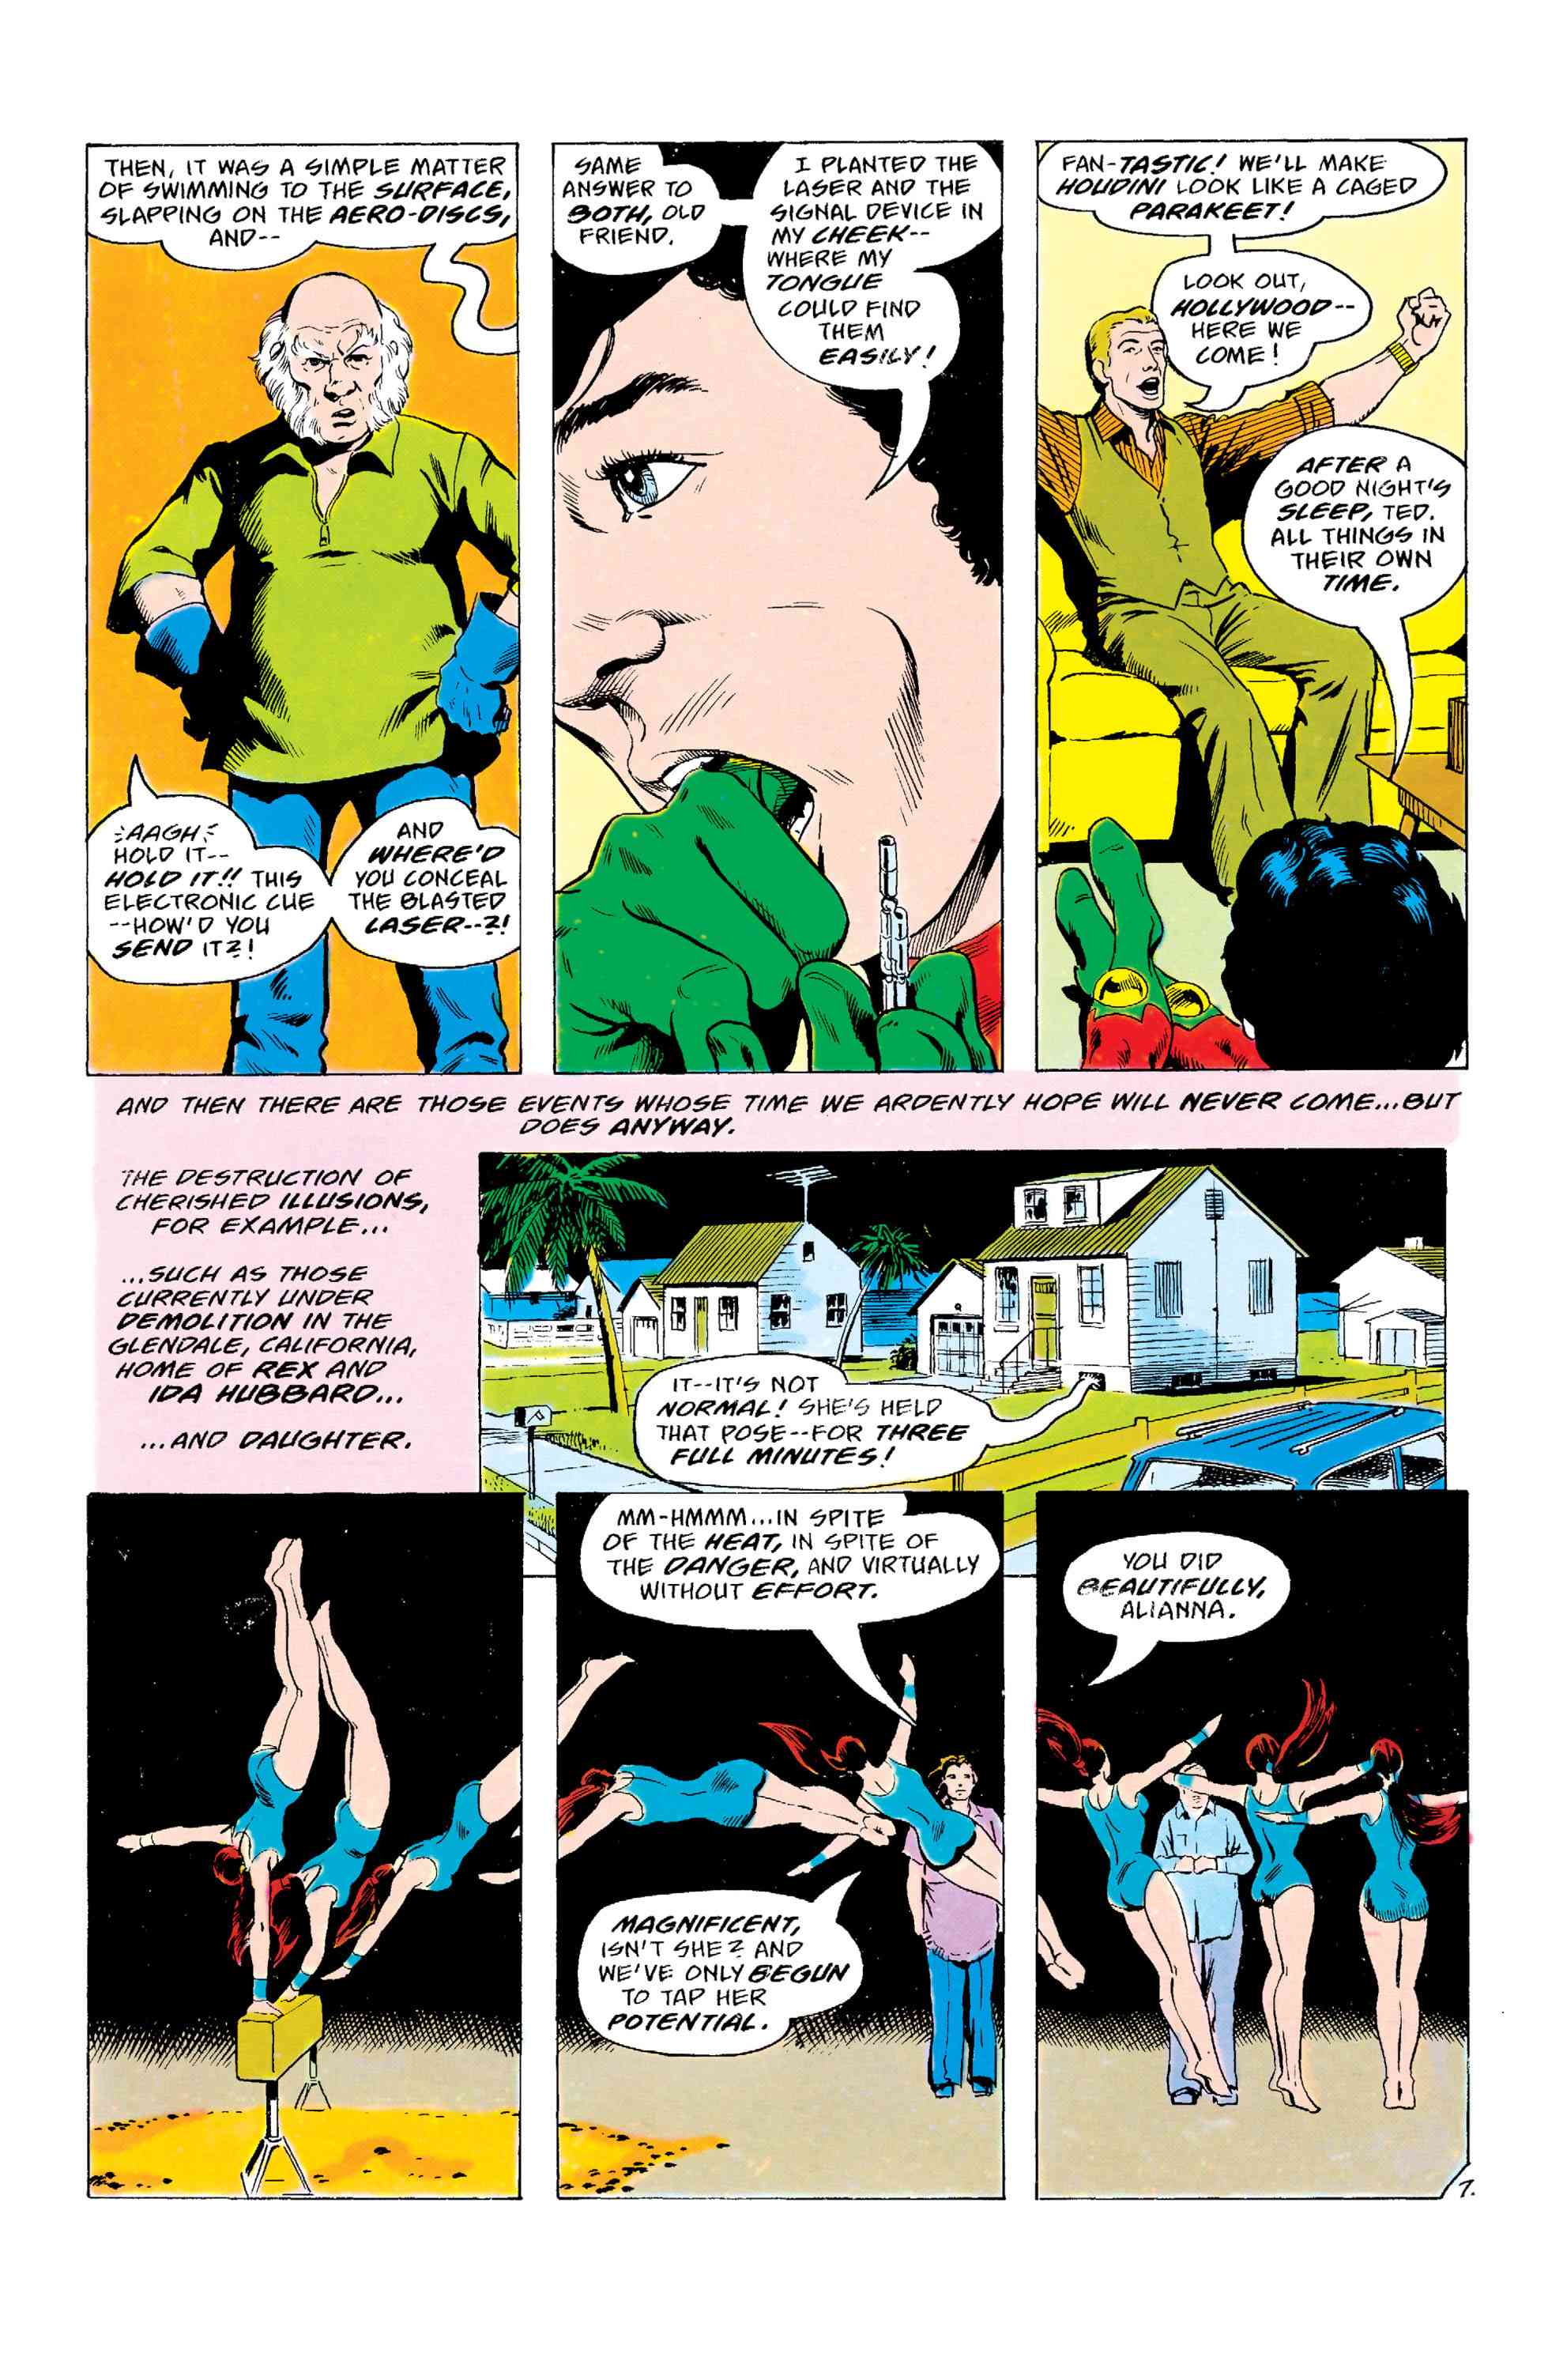 THEN, IT WAS A SIMPLE MATTER
OF SWIMMING TO THE SURFACE,
SLAPPING ON THE AERO-DISCS,
AND--
AAGH
HOLD IT--
HOLD IT!! THIS
ELECTRONIC CUE
--HOW'D YOU
SEND IT?!
AND
WHERE'D
YOU CONCEAL
THE BLASTED
LASER--?!
SAME
ANSWER TO
BOTH, OLD
FRIEND.
I PLANTED THE
LASER AND THE
SIGNAL DEVICE IN
MY CHEEK--
WHERE MY
TONGUE
COULD FIND
THEM
EASILY!
FAN-TASTIC! WE'LL MAKE
HOUDINI LOOK LIKE A CAGED
PARAKEET!
LOOK OUT,
HOLLYWOOD--
HERE WE
COME!
AFTER A
GOOD NIGHT'S
SLEEP, TED.
ALL THINGS IN
THEIR OWN
TIME.
AND THEN THERE ARE THOSE EVENTS WHOSE TIME WE ARDENTLY HOPE WILL NEVER COME...BUT
DOES ANYWAY.
THE DESTRUCTION OF
CHERISHED ILLUSIONS,
FOR EXAMPLE...
...SUCH AS THOSE
CURRENTLY UNDER
DEMOLITION IN THE
GLENDALE, CALIFORNIA,
HOME OF REX AND
IDA HUBBARD...
...AND DAUGHTER.
IT--IT'S NOT
NORMAL! SHE'S HELD
THAT POSE--FOR THREE
FULL MINUTES!
MM-HMMM...IN SPITE
OF THE HEAT, IN SPITE OF
THE DANGER, AND VIRTUALLY
WITHOUT EFFORT.
MAGNIFICENT,
ISN'T SHE? AND
WE'VE ONLY BEGUN
TO TAP HER
POTENTIAL.
YOU DID
BEAUTIFULLY,
ALIANNA.
7.